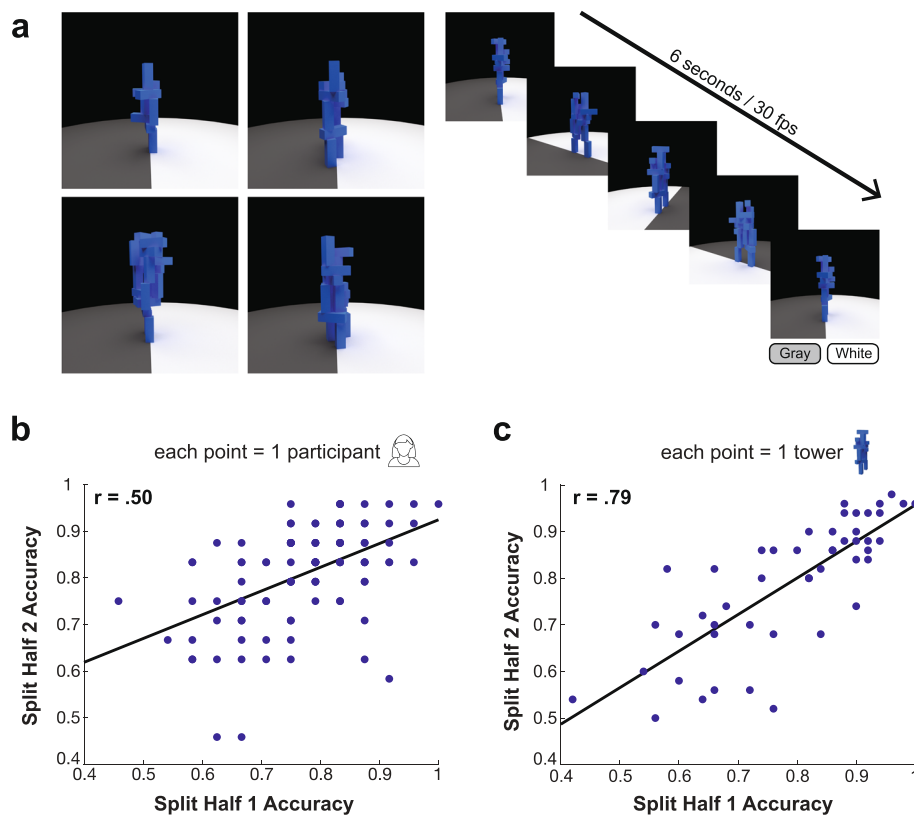 a
6 seconds / 30 fps
Gray
White
b
each point = 1 participant
r = .50
1
0.9
0.8
0.7
0.6
0.5
0.4
Split Half 2 Accuracy
0.4
0.5
0.6
0.7
0.8
0.9
1
Split Half 1 Accuracy
c
each point = 1 tower
r = .79
1
0.9
0.8
0.7
0.6
0.5
0.4
Split Half 2 Accuracy
0.4
0.5
0.6
0.7
0.8
0.9
Split Half 1 Accuracy